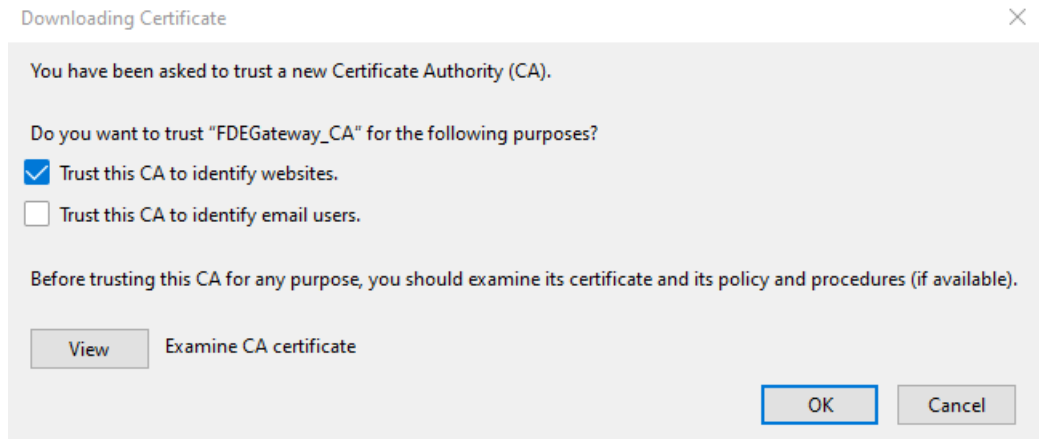 Downloading Certificate
You have been asked to trust a new Certificate Authority (CA).
Do you want to trust “FDEGateway_CA” for the following purposes?
Trust this CA to identify websites.
Trust this CA to identify email users.
Before trusting this CA for any purpose, you should examine its certificate and its policy and procedures (if available).
View Examine CA certificate
OK Cancel